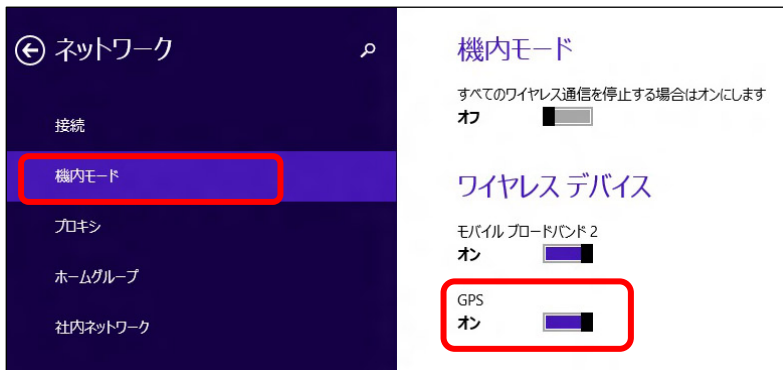 ネットワーク
接続
機内モード
プロキシ
ホームグループ
社内ネットワーク
機内モード
すべてのワイヤレス通信を停止する場合はオンにします
オフ
ワイヤレス デバイス
モバイル ブロードバンド 2
オン
GPS
オン